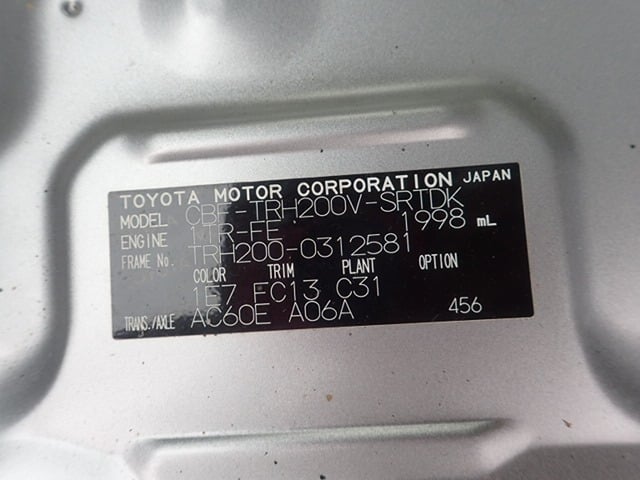 TOYOTA MOTOR CORPORATION JAPAN
MODEL CBF-TRH200V-SRTDK
ENGINE 1TR-FE 1998 mL
FRAME No. TRH200-0312581
COLOR TRIM PLANT OPTION
1E7 FC13 C31
TRANS./AXLE AC60E A06A 456